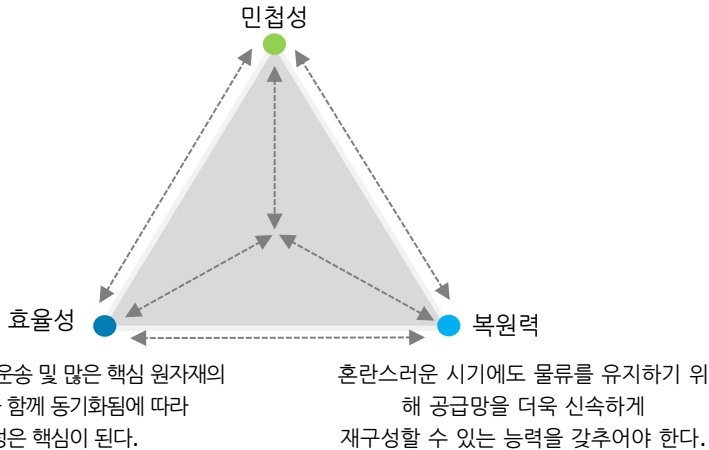 민첩성
효율성
복원력
운송 및 많은 핵심 원자재의
함께 동기화됨에 따라
핵심이 된다.
혼란스러운 시기에도 물류를 유지하기 위
해 공급망을 더욱 신속하게
재구성할 수 있는 능력을 갖추어야 한다.